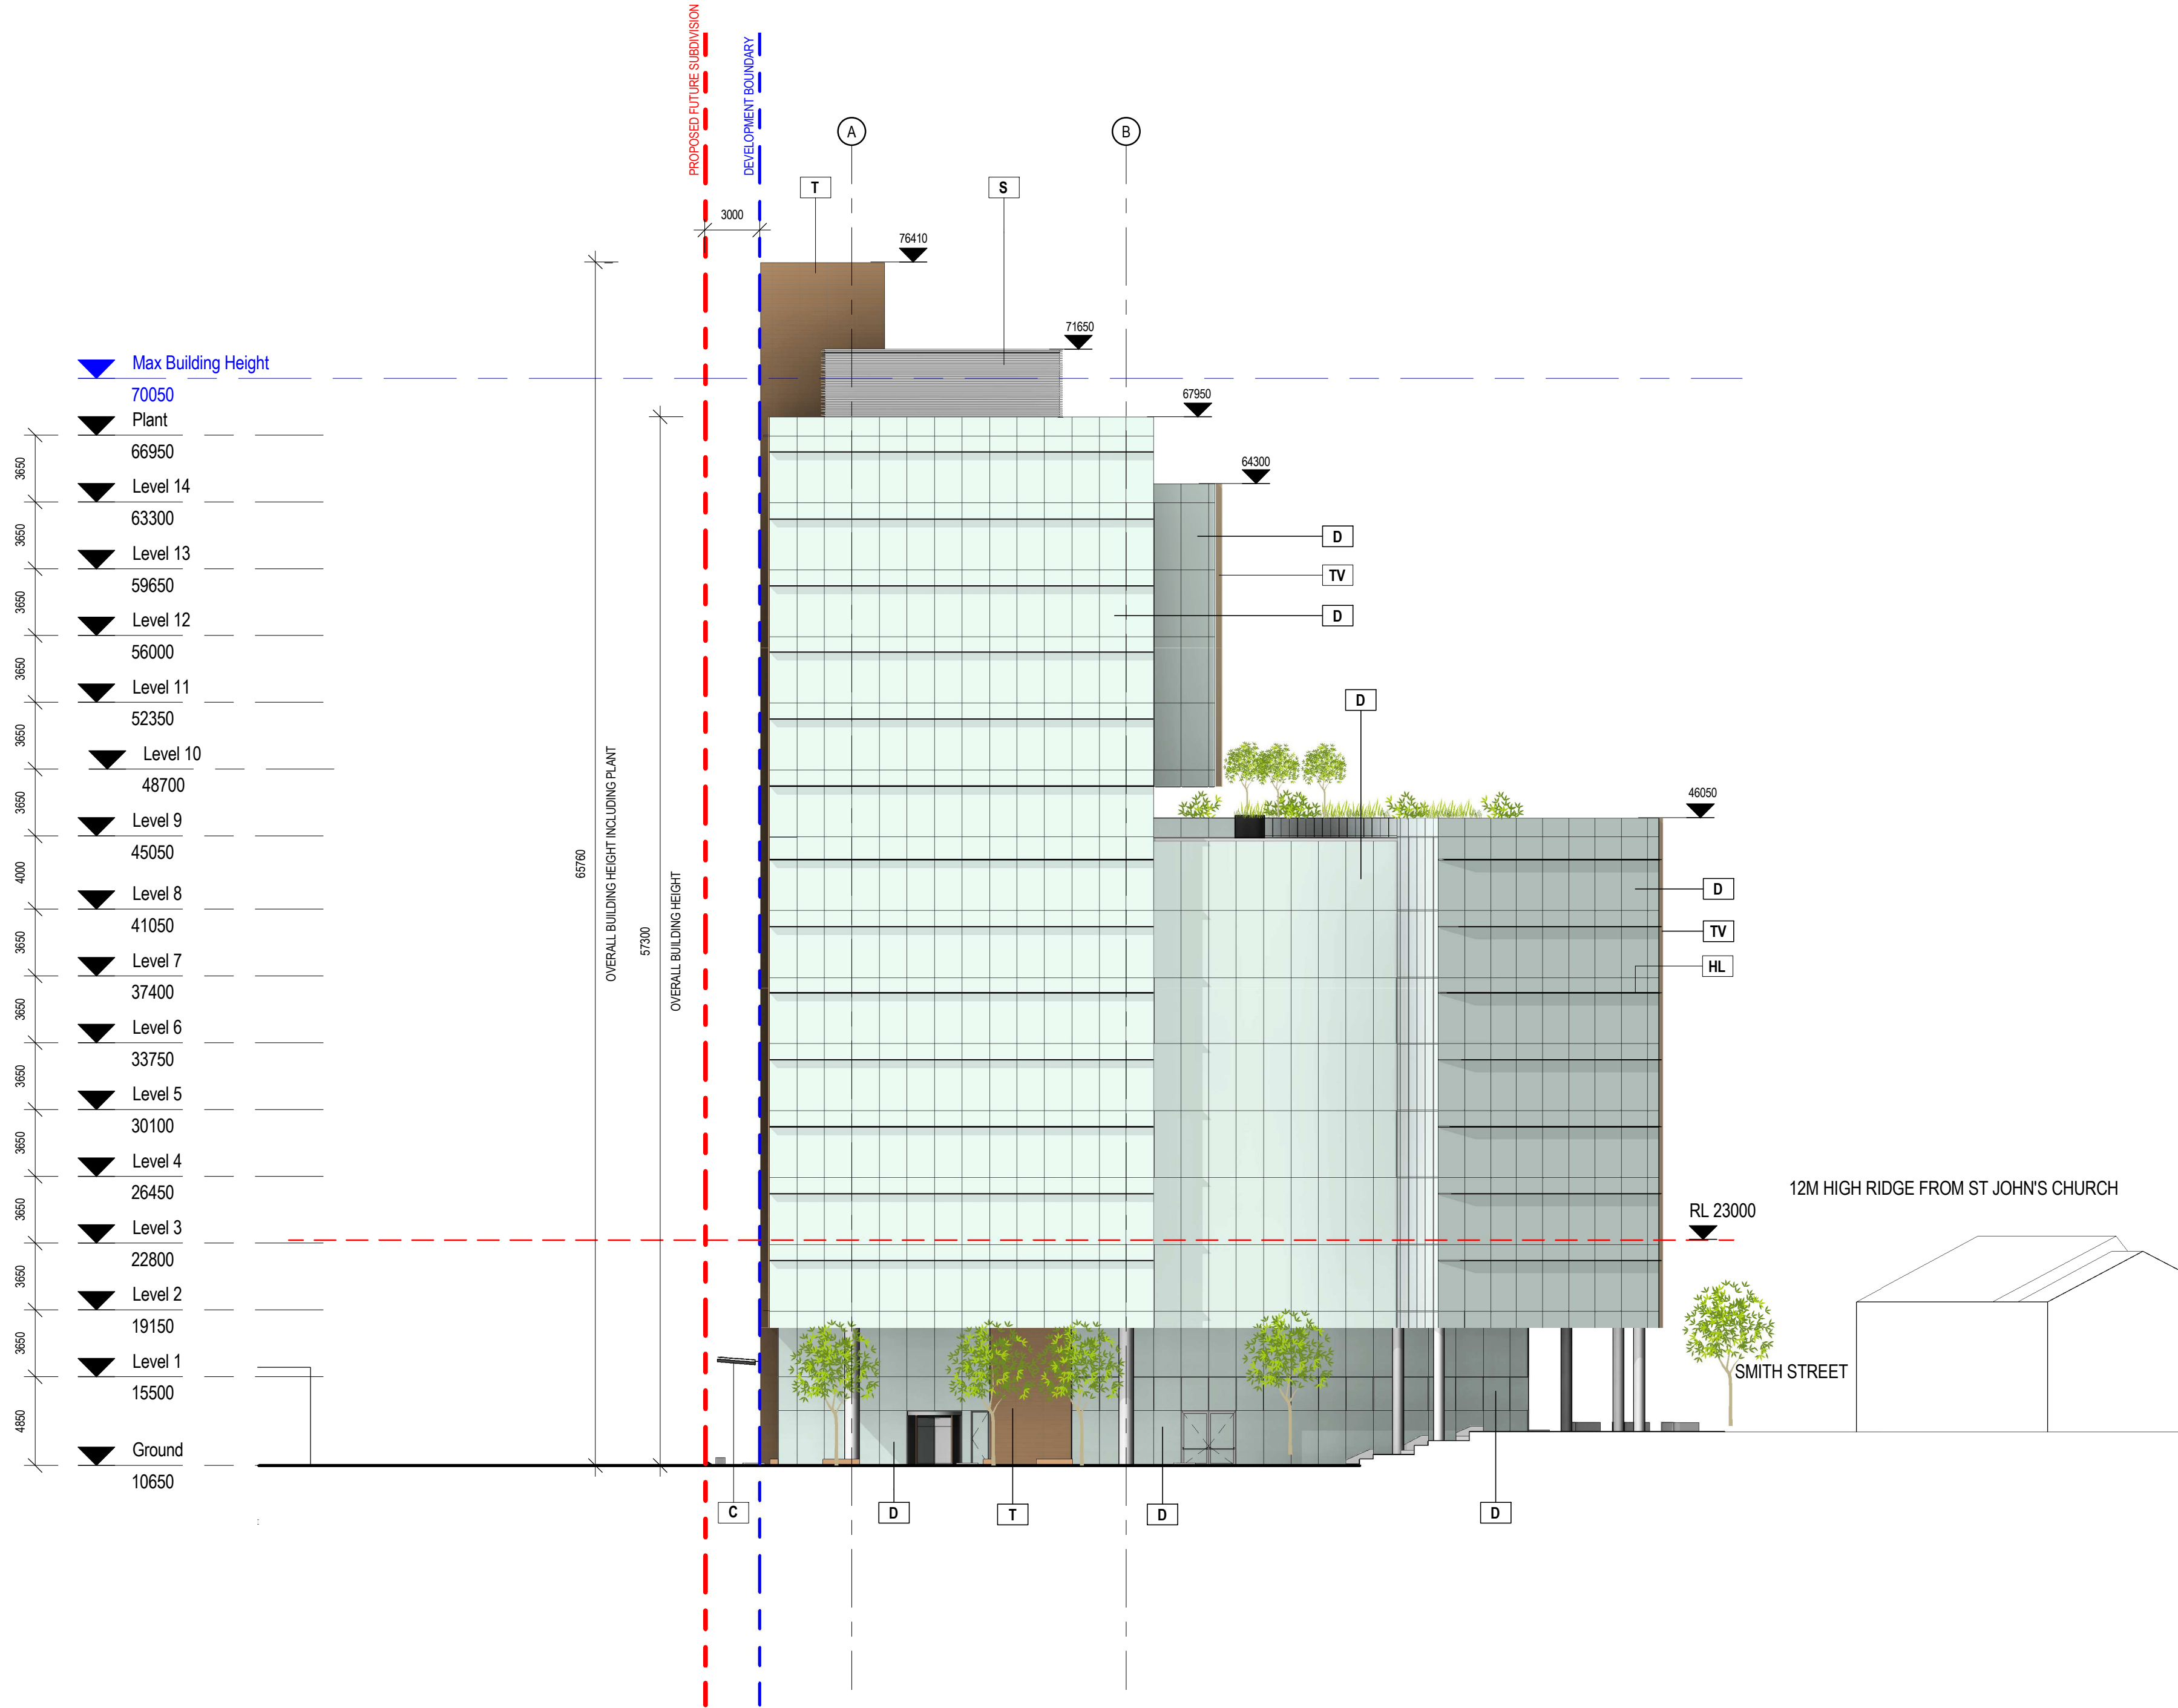 PROPOSED FUTURE SUBDIVISION
DEVELOPMENT BOUNDARY
A
B
T
S
3000
76410
71650
67950
64300
Max Building Height
70050
Plant
66950
Level 14
63300
Level 13
59650
Level 12
56000
Level 11
52350
Level 10
48700
Level 9
45050
Level 8
41050
Level 7
37400
Level 6
33750
Level 5
30100
Level 4
26450
Level 3
22800
Level 2
19150
Level 1
15500
Ground
10650
3650
3650
3650
3650
3650
3650
4000
3650
3650
3650
3650
3650
3650
3650
4850
65760
OVERALL BUILDING HEIGHT INCLUDING PLANT
57300
OVERALL BUILDING HEIGHT
D
TV
D
D
46050
D
TV
HL
12M HIGH RIDGE FROM ST JOHN'S CHURCH
RL 23000
SMITH STREET
C
D
T
D
D